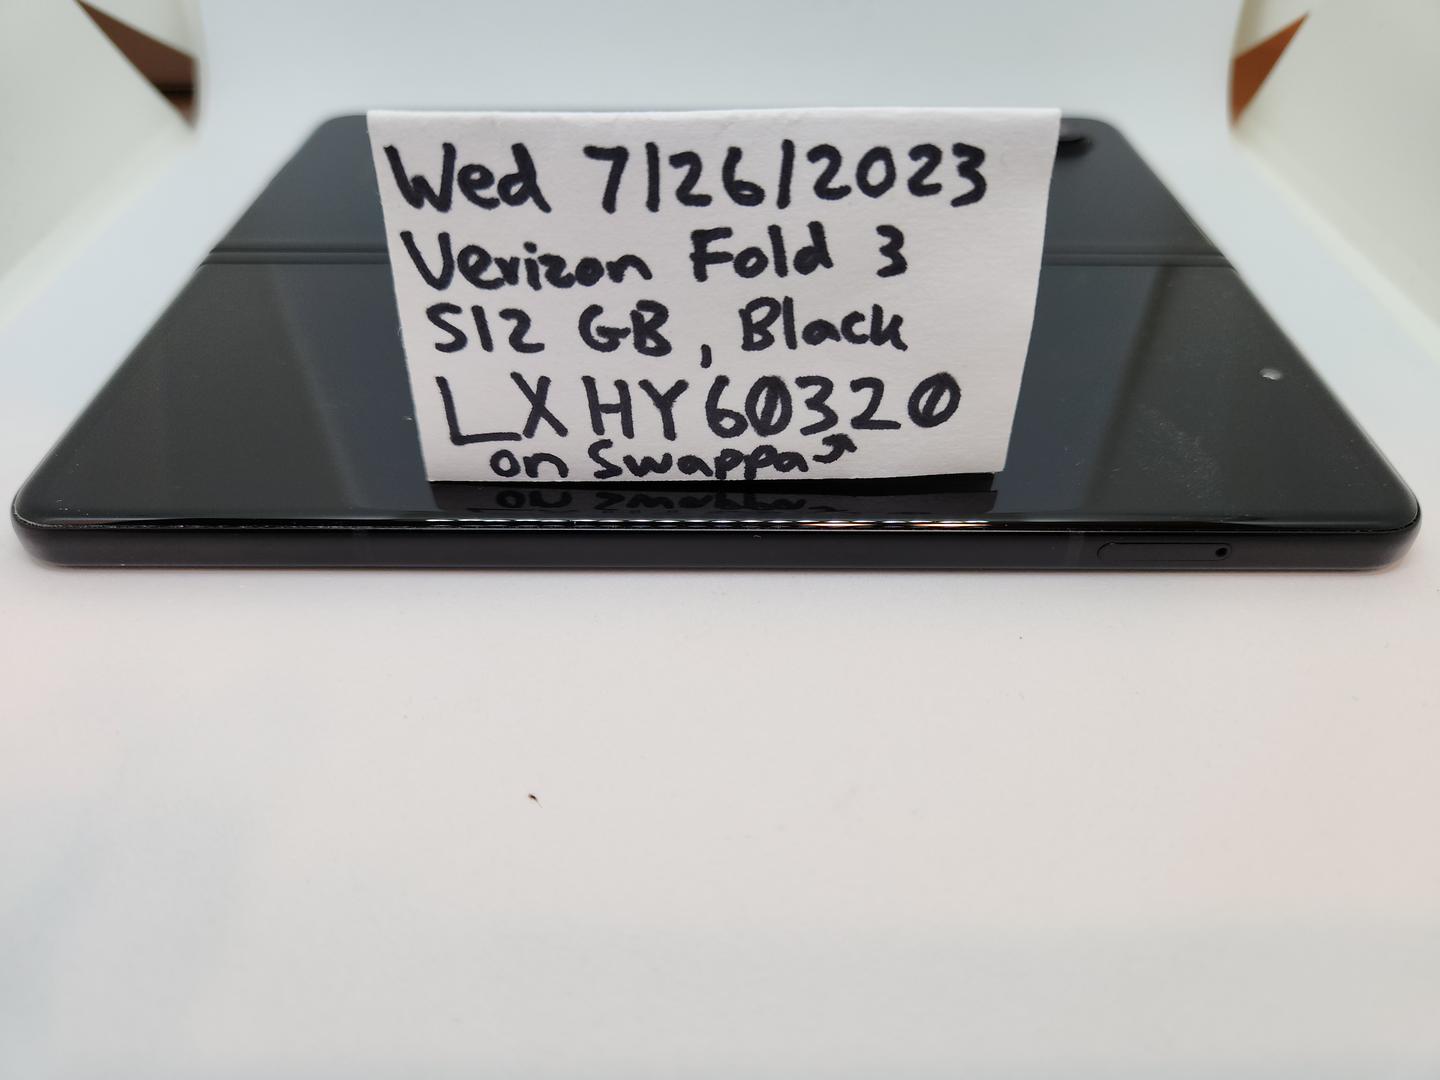 Wed 7/26/2023
Verizon Fold 3
512 GB, Black
LXHY60320
on Swappa